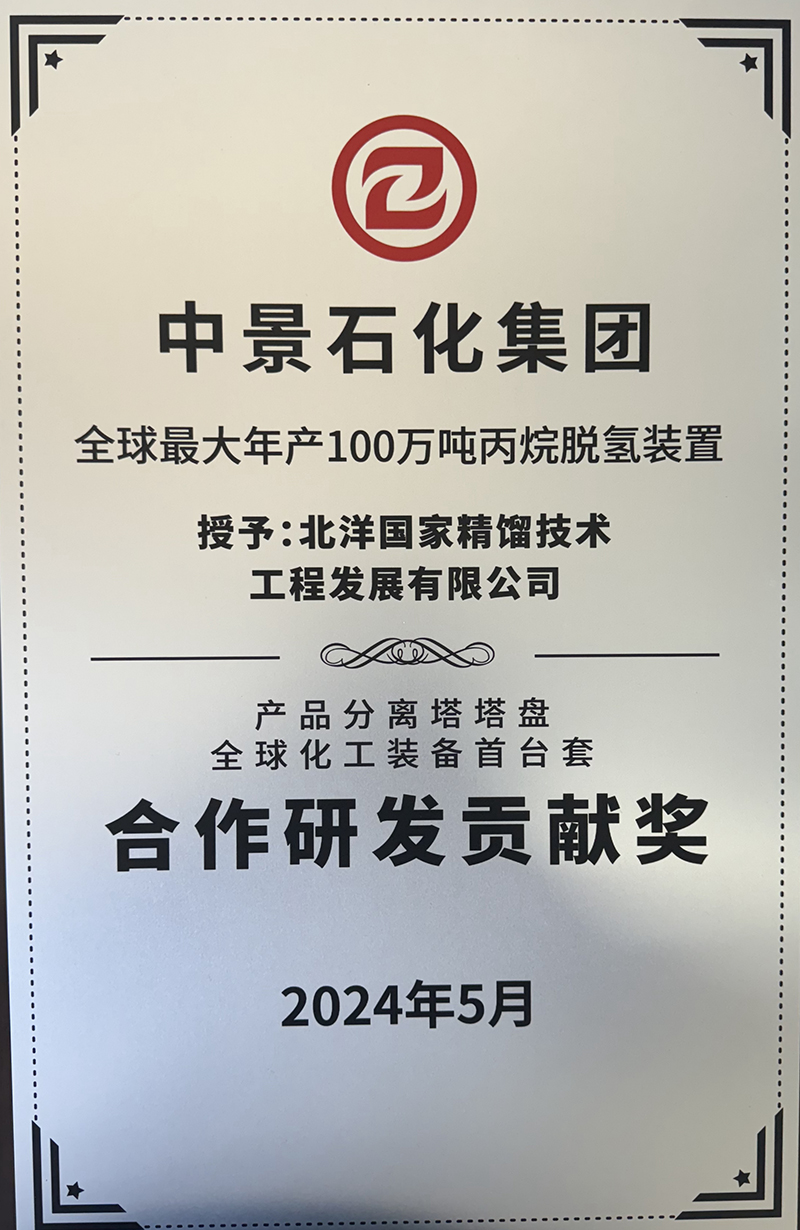 中景石化集团
全球最大年产100万吨丙烷脱氢装置
授予：北洋国家精馏技术
工程发展有限公司
产品分离塔塔盘
全球化工装备首台套
合作研发贡献奖
2024年5月